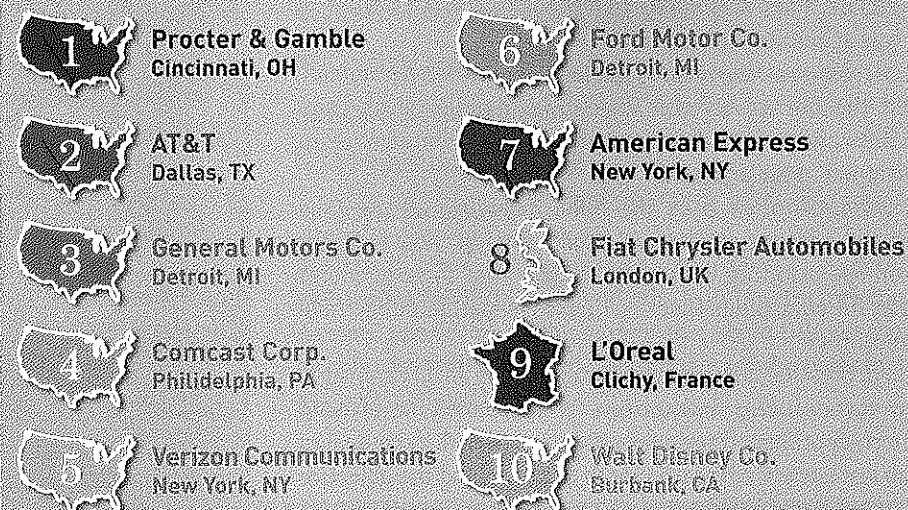 1
Procter & Gamble
Cincinnati, OH
2
AT&T
Dallas, TX
3
General Motors Co.
Detroit, MI
4
Comcast Corp.
Philidelphia, PA
5
Verizon Communications
New York, NY
6
Ford Motor Co.
Detroit, MI
7
American Express
New York, NY
8
Fiat Chrysler Automobiles
London, UK
9
L'Oreal
Clichy, France
10
Walt Disney Co.
Burbank, CA